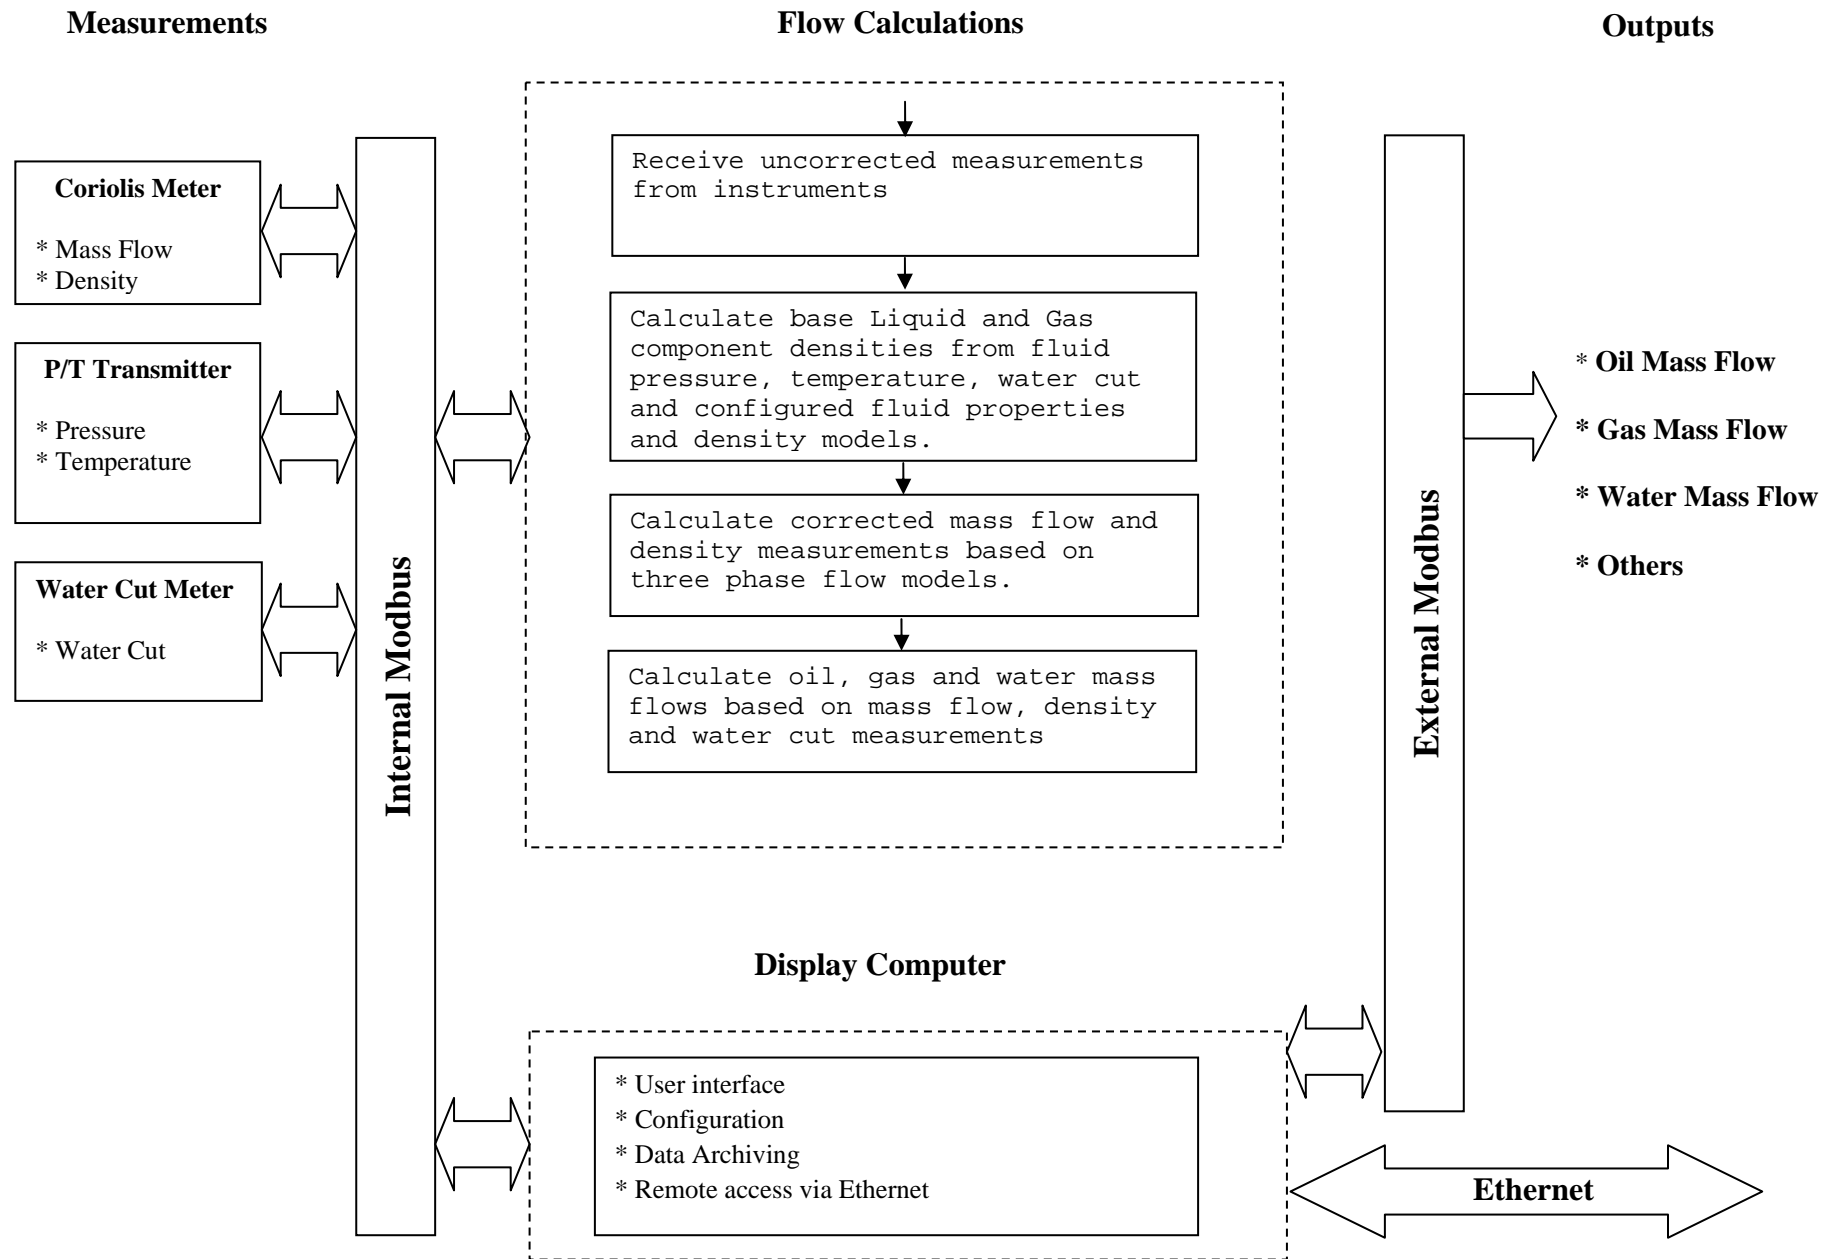 Measurements
Flow Calculations
Outputs
Coriolis Meter
* Mass Flow
* Density
P/T Transmitter
* Pressure
* Temperature
Water Cut Meter
* Water Cut
Internal Modbus
Receive uncorrected measurements
from instruments
Calculate base Liquid and Gas
component densities from fluid
pressure, temperature, water cut
and configured fluid properties
and density models.
Calculate corrected mass flow and
density measurements based on
three phase flow models.
Calculate oil, gas and water mass
flows based on mass flow, density
and water cut measurements
External Modbus
* Oil Mass Flow
* Gas Mass Flow
* Water Mass Flow
* Others
Display Computer
* User interface
* Configuration
* Data Archiving
* Remote access via Ethernet
Ethernet